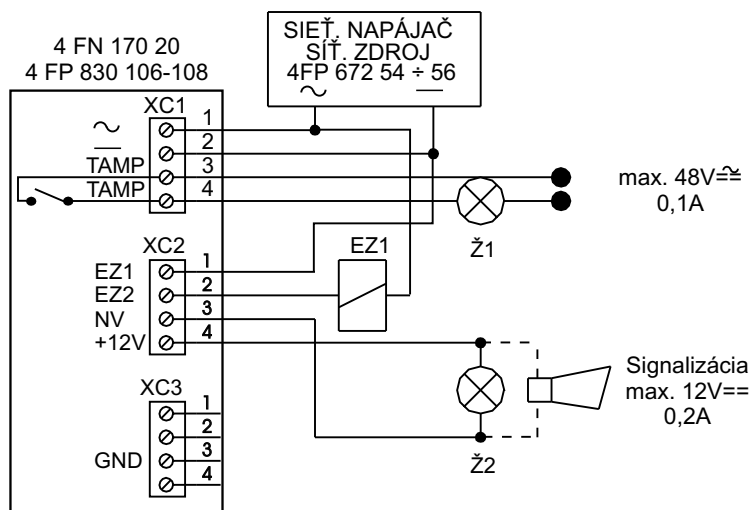 4 FN 170 20
4 FP 830 106-108
SIEŤ. NAPÁJAČ
SÍŤ. ZDROJ
4FP 672 54 ÷ 56
XC1
1
2
TAMP 3
TAMP 4
max. 48V
0,1A
Ž1
XC2
EZ1 1
EZ2 2
NV 3
+12V 4
EZ1
Signalizácia
max. 12V==
0,2A
Ž2
XC3
1
2
GND 3
4